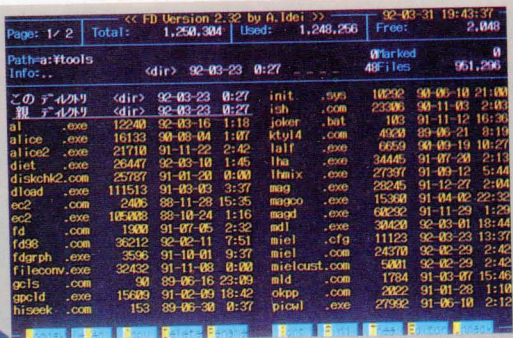 << FD Version 2.32 by A.Idei >> 92-03-31 19:43:37
Page: 1/ 2 Total: 1,250,304 Used: 1,248,256 Free: 2,048
Path=a:¥tools 0Marked 0
Info:.. <dir> 92-03-23 0:27 48Files 951,296
この ディレクトリ <dir> 92-03-23 0:27 init .sys 10292 90-06-10 21:00
親 ディレクトリ <dir> 92-03-23 0:27 ish .com 23306 90-11-03 2:03
al .exe 12240 92-03-16 1:18 joker .bat 103 91-11-12 16:36
alice .exe 16133 90-08-04 1:07 ktyl4 .com 4920 89-06-21 8:19
alice2 .exe 21710 91-11-22 2:42 lalf .exe 6659 90-09-19 10:27
diet .exe 26447 92-03-10 1:45 lha .exe 34445 91-07-20 2:13
diskchk2.com 25787 91-01-20 0:00 lhmix .exe 27397 91-09-12 5:44
dload .exe 111513 91-03-03 3:37 mag .exe 28245 91-12-27 2:04
ec2 .com 2406 88-11-28 15:35 magco .exe 15360 91-04-02 22:32
ec2 .exe 105008 88-10-24 1:16 magd .exe 60292 91-11-29 1:29
fd .com 1900 91-07-05 2:32 mdl .exe 30420 92-03-01 18:44
fd98 .com 36212 92-02-11 7:51 miel .cfg 11123 92-03-23 13:37
fdgrph .exe 3596 91-10-01 9:37 miel .com 24370 92-02-29 3:42
fileconv.exe 32432 91-11-08 0:00 mielcust.com 5001 92-02-29 2:42
gcls .com 90 89-06-16 23:09 mld .com 1784 91-03-07 15:46
gpcld .exe 15609 91-02-09 18:42 okpp .com 2022 91-01-28 1:10
hiseek .com 153 89-06-30 0:37 picwl .exe 27992 91-06-10 2:12